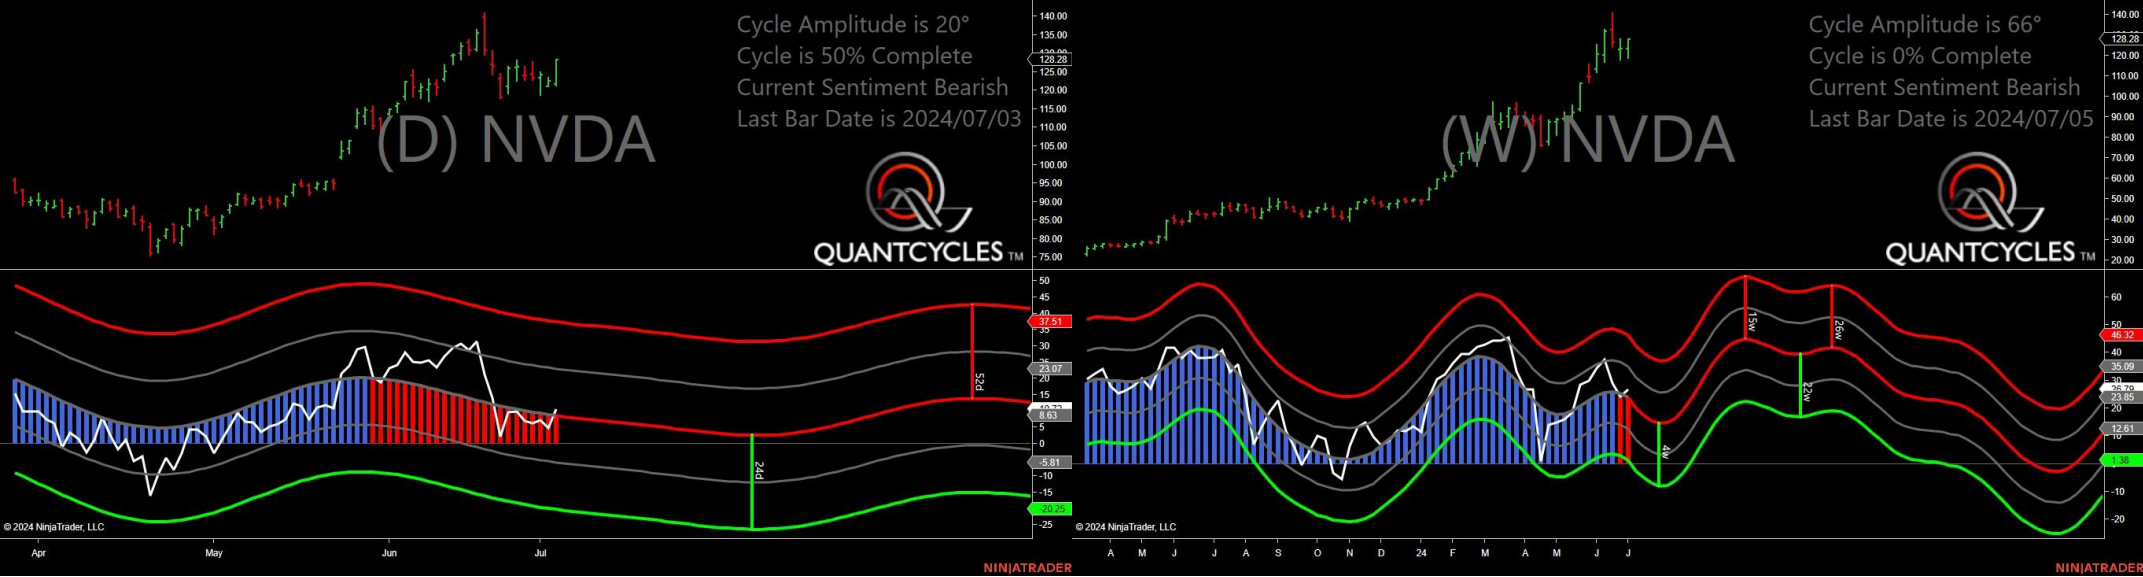 Cycle Amplitude is 20°
Cycle is 50% Complete
Current Sentiment Bearish
Last Bar Date is 2024/07/03
(D) NVDA
QUANTCYCLES TM
140.00
135.00
128.28
125.00
120.00
115.00
110.00
105.00
100.00
95.00
90.00
85.00
80.00
75.00
50
45
37.51
35
30
23.07
20
15
8.63
5
0
-5.81
-10
-15
-20.25
-25
52d
24d
© 2024 NinjaTrader, LLC
Apr May Jun Jul
NINJATRADER
Cycle Amplitude is 66°
Cycle is 0% Complete
Current Sentiment Bearish
Last Bar Date is 2024/07/05
(W) NVDA
QUANTCYCLES TM
140.00
128.28
120.00
110.00
100.00
90.00
80.00
70.00
60.00
50.00
40.00
30.00
20.00
60
50
46.32
40
35.09
30
26.79
23.85
20
12.61
10
1.38
-10
-20
15w
26w
22w
4w
© 2024 NinjaTrader, LLC
A M J J A S O N D 24 F M A M J J
NINJATRADER